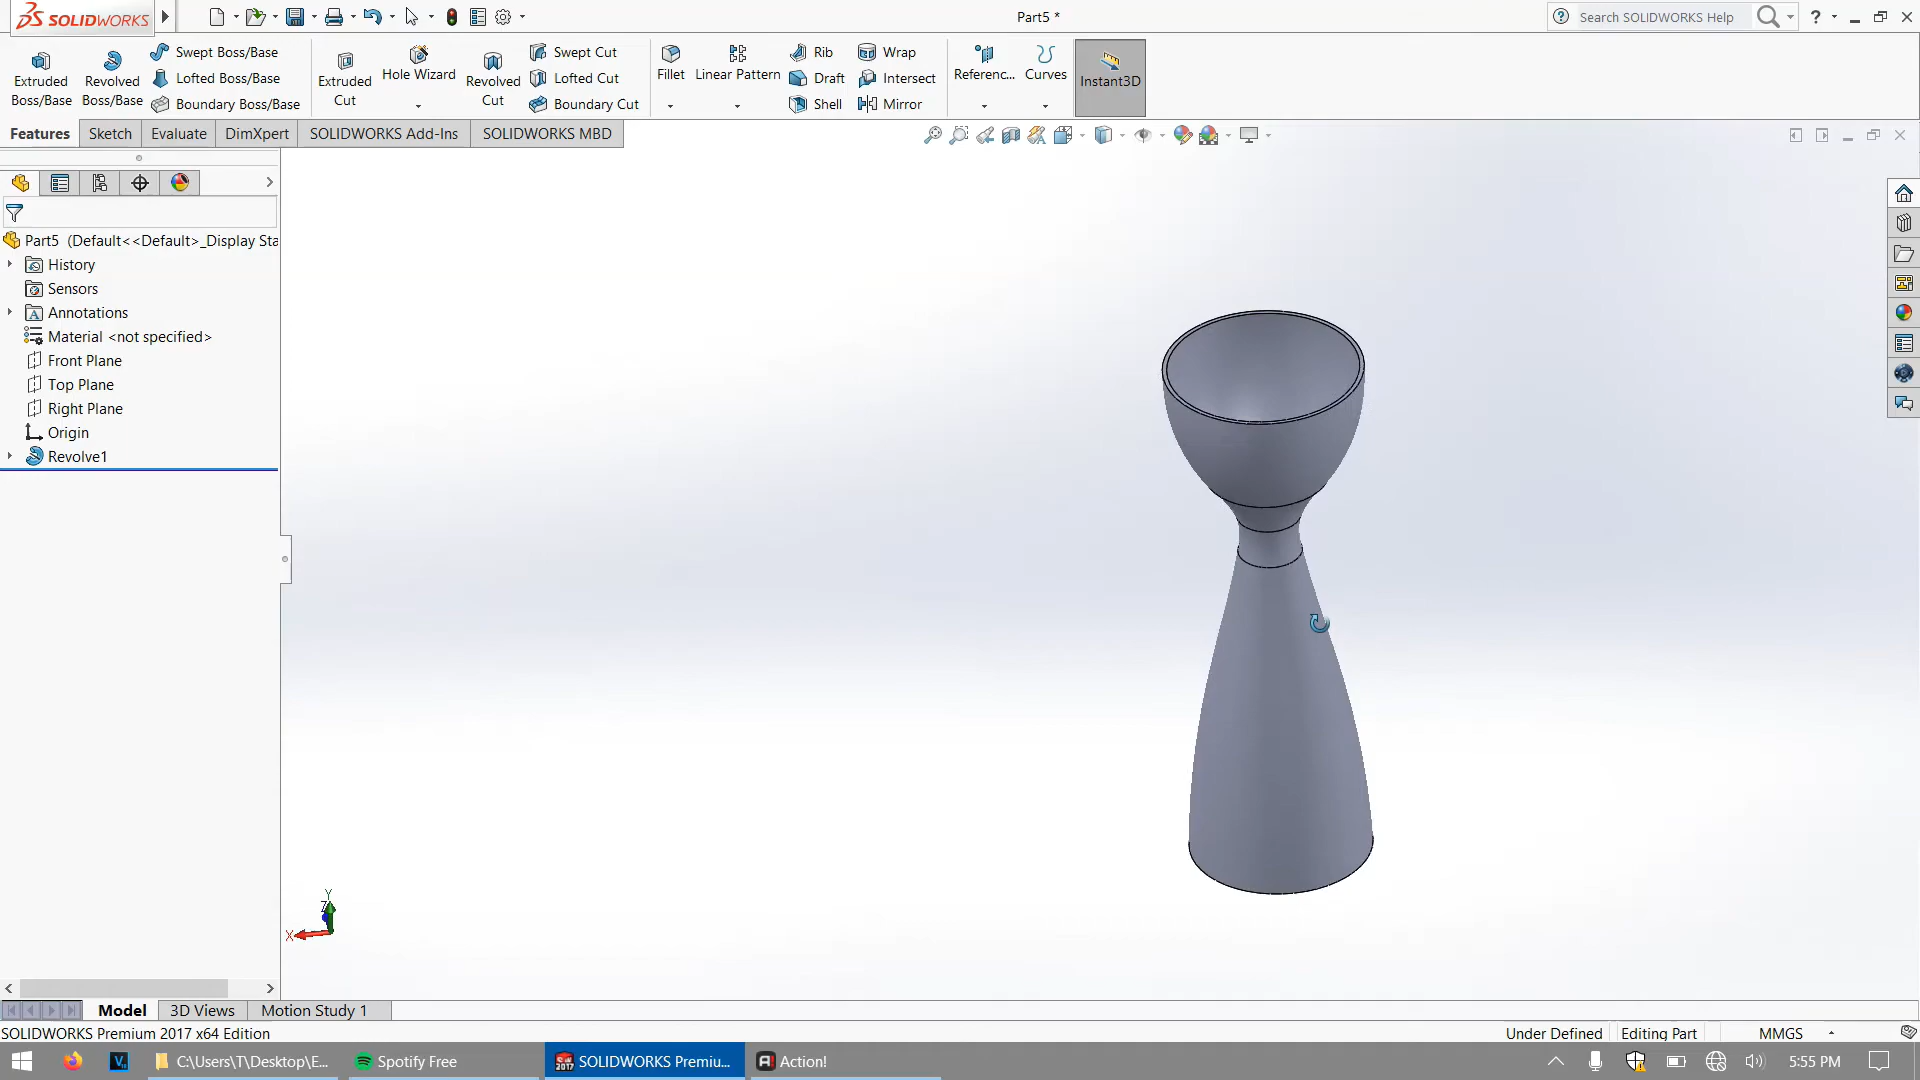 SOLIDWORKS
Part5 *
Search SOLIDWORKS Help
?
Extruded Boss/Base
Revolved Boss/Base
Swept Boss/Base
Lofted Boss/Base
Boundary Boss/Base
Extruded Cut
Hole Wizard
Revolved Cut
Swept Cut
Lofted Cut
Boundary Cut
Fillet
Linear Pattern
Rib
Draft
Shell
Wrap
Intersect
Mirror
Referenc...
Curves
Instant3D
Features
Sketch
Evaluate
DimXpert
SOLIDWORKS Add-Ins
SOLIDWORKS MBD
Part5 (Default<<Default>_Display Sta
History
Sensors
Annotations
Material <not specified>
Front Plane
Top Plane
Right Plane
Origin
Revolve1
Y
Z
X
Model
3D Views
Motion Study 1
SOLIDWORKS Premium 2017 x64 Edition
Under Defined
Editing Part
MMGS
C:\Users\T\Desktop\E...
Spotify Free
SOLIDWORKS Premiu...
Action!
5:55 PM